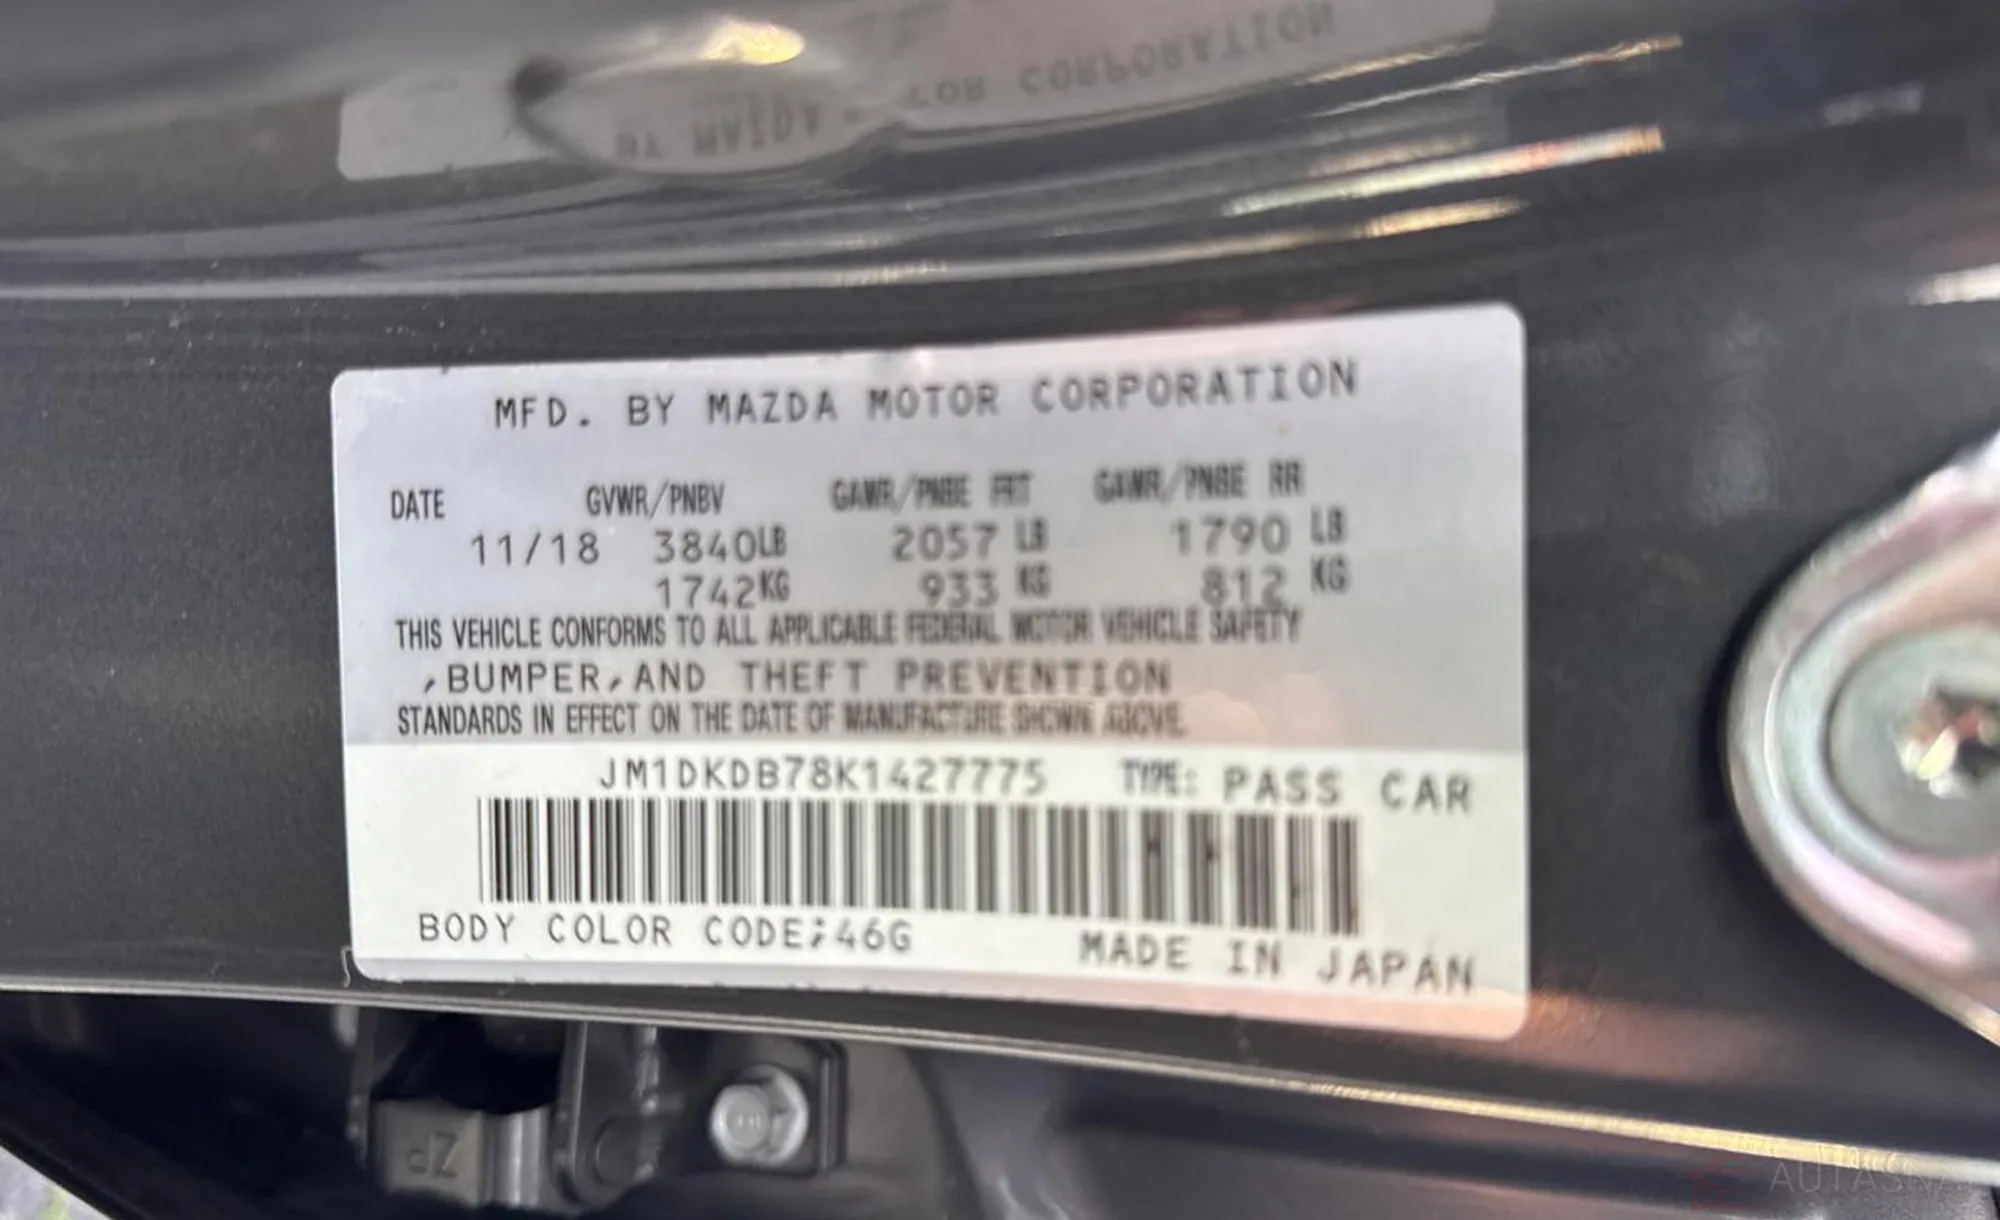 MFD. BY MAZDA MOTOR CORPORATION
DATE GVWR/PNBV GAWR/PNBE FRT GAWR/PNBE RR
11/18 3840LB 2057 LB 1790 LB
1742KG 933 KG 812 KG
THIS VEHICLE CONFORMS TO ALL APPLICABLE FEDERAL MOTOR VEHICLE SAFETY
,BUMPER,AND THEFT PREVENTION
STANDARDS IN EFFECT ON THE DATE OF MANUFACTURE SHOWN ABOVE.
JM1DKDB78K1427775 TYPE: PASS CAR
BODY COLOR CODE;46G MADE IN JAPAN